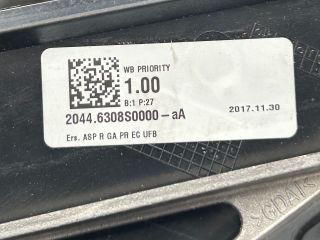 WB PRIORITY
1.00
B:1 P:27
2044.6308S0000-aA
2017.11.30
Ers. ASP R GA PR EC UFB